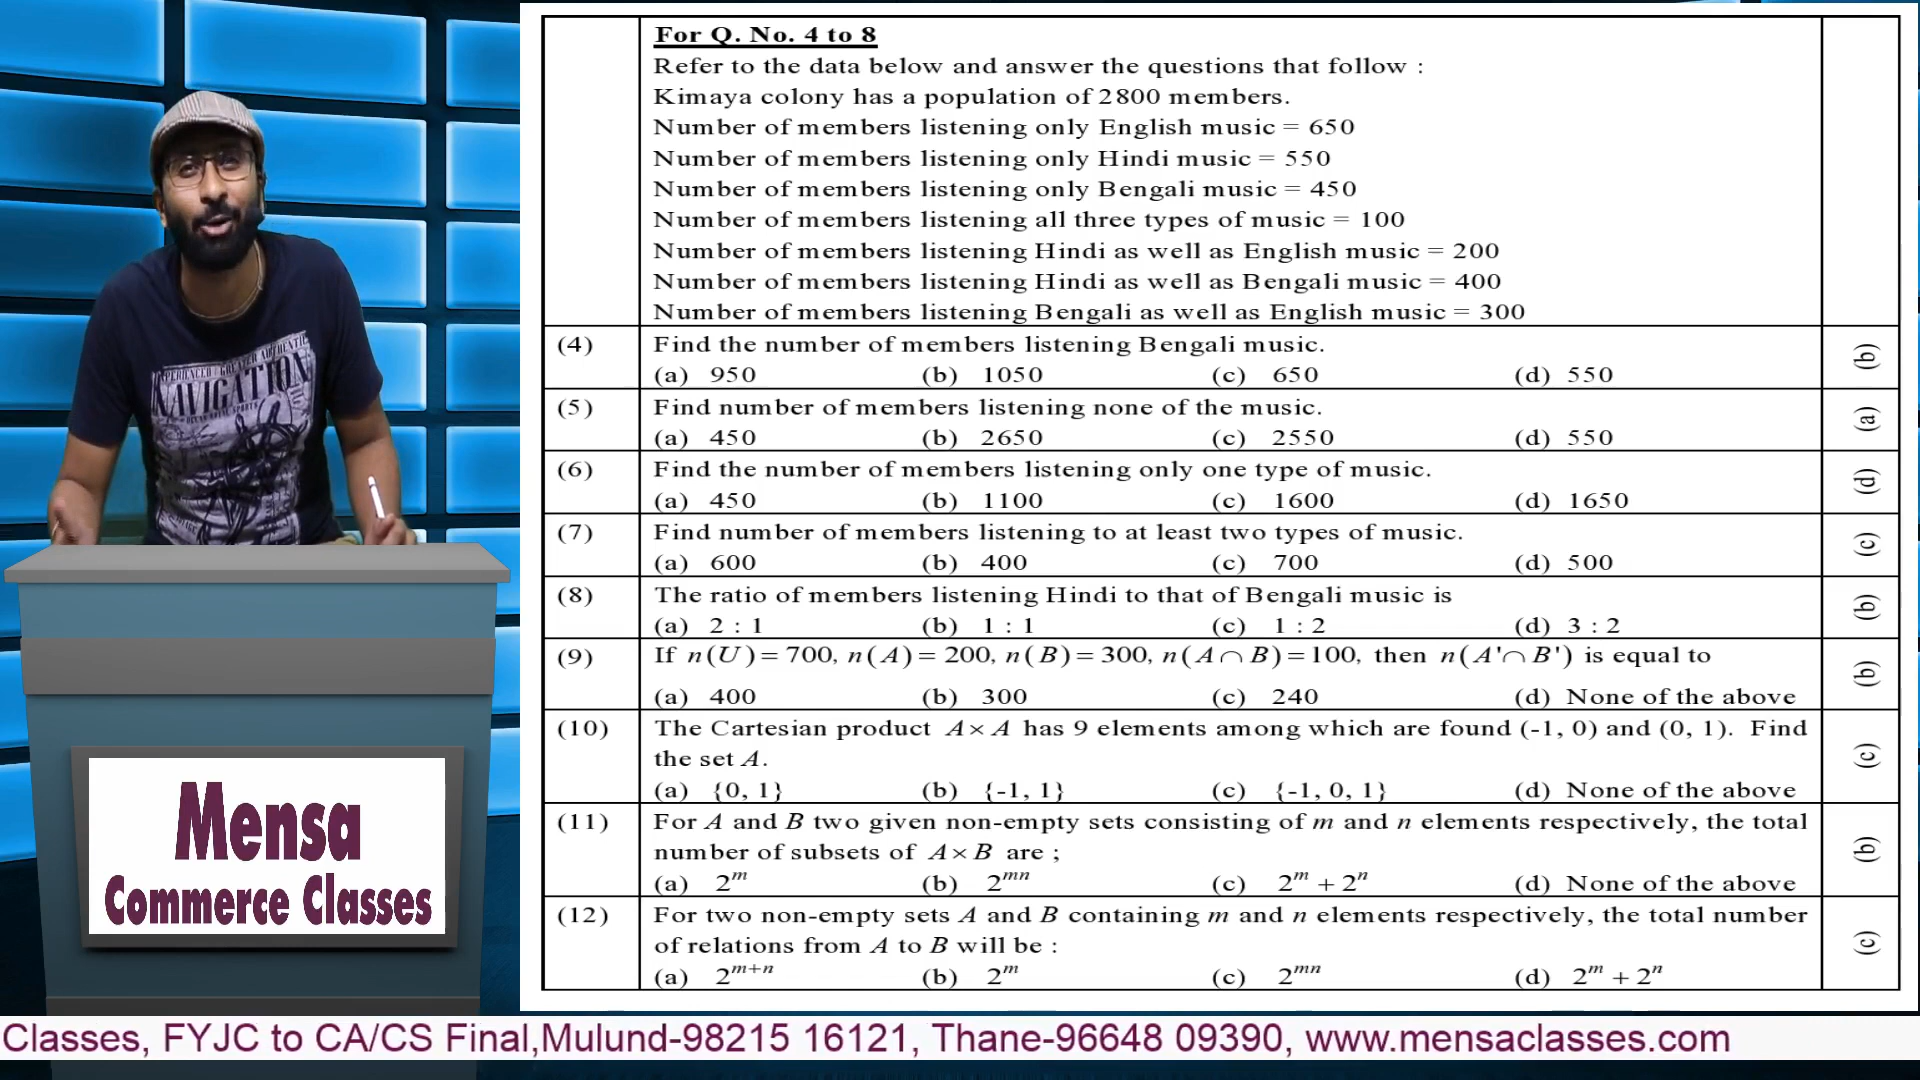 For Q. No. 4 to 8
Refer to the data below and answer the questions that follow :
Kimaya colony has a population of 2800 members.
Number of members listening only English music = 650
Number of members listening only Hindi music = 550
Number of members listening only Bengali music = 450
Number of members listening all three types of music = 100
Number of members listening Hindi as well as English music = 200
Number of members listening Hindi as well as Bengali music = 400
Number of members listening Bengali as well as English music = 300
(4) Find the number of members listening Bengali music. (b)
(a) 950 (b) 1050 (c) 650 (d) 550
(5) Find number of members listening none of the music. (a)
(a) 450 (b) 2650 (c) 2550 (d) 550
(6) Find the number of members listening only one type of music. (d)
(a) 450 (b) 1100 (c) 1600 (d) 1650
(7) Find number of members listening to at least two types of music. (c)
(a) 600 (b) 400 (c) 700 (d) 500
(8) The ratio of members listening Hindi to that of Bengali music is (b)
(a) 2 : 1 (b) 1 : 1 (c) 1 : 2 (d) 3 : 2
(9) If n(U) = 700, n(A) = 200, n(B) = 300, n(A∩B) = 100, then n(A'∩B') is equal to (b)
(a) 400 (b) 300 (c) 240 (d) None of the above
(10) The Cartesian product A×A has 9 elements among which are found (-1, 0) and (0, 1). Find
the set A. (c)
(a) {0, 1} (b) {-1, 1} (c) {-1, 0, 1} (d) None of the above
(11) For A and B two given non-empty sets consisting of m and n elements respectively, the total
number of subsets of A×B are ; (b)
(a) 2^m (b) 2^mn (c) 2^m + 2^n (d) None of the above
(12) For two non-empty sets A and B containing m and n elements respectively, the total number
of relations from A to B will be : (c)
(a) 2^m+n (b) 2^m (c) 2^mn (d) 2^m + 2^n
NAVIGATION
Mensa
Commerce Classes
Classes, FYJC to CA/CS Final,Mulund-98215 16121, Thane-96648 09390, www.mensaclasses.com